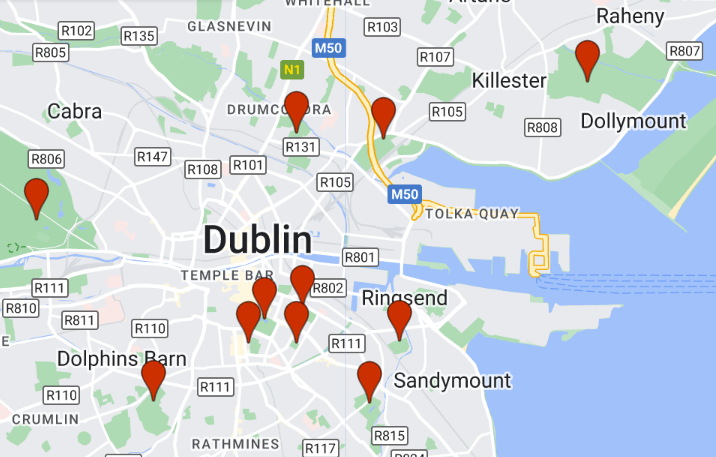 WHITEHALL
Raheny
R102
R135
GLASNEVIN
R103
R805
M50
R107
R807
N1
Killester
Cabra
DRUMCONDRA
R105
R808
Dollymount
R131
R806
R147
R108
R101
R105
M50
TOLKA QUAY
Dublin
R801
TEMPLE BAR
R111
R802
Ringsend
R810
R811
R110
R111
Dolphins Barn
R111
Sandymount
R110
CRUMLIN
R815
RATHMINES
R117